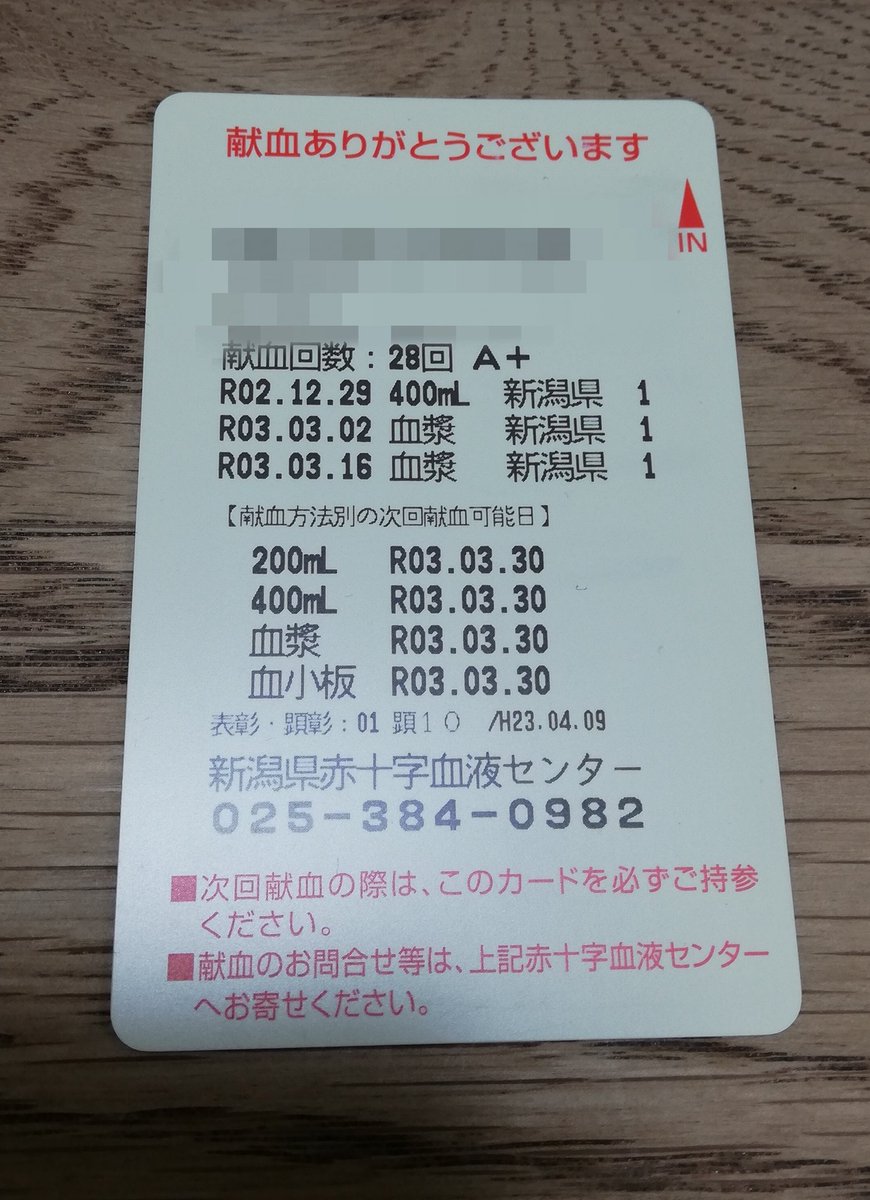 献血ありがとうございます
IN
献血回数：28回 A+
R02.12.29 400mL 新潟県 1
R03.03.02 血漿 新潟県 1
R03.03.16 血漿 新潟県 1
【献血方法別の次回献血可能日】
200mL R03.03.30
400mL R03.03.30
血漿 R03.03.30
血小板 R03.03.30
表彰・顕彰：01 顕10 /H23.04.09
新潟県赤十字血液センター
025-384-0982
■次回献血の際は、このカードを必ずご持参
ください。
■献血のお問合せ等は、上記赤十字血液センター
へお寄せください。